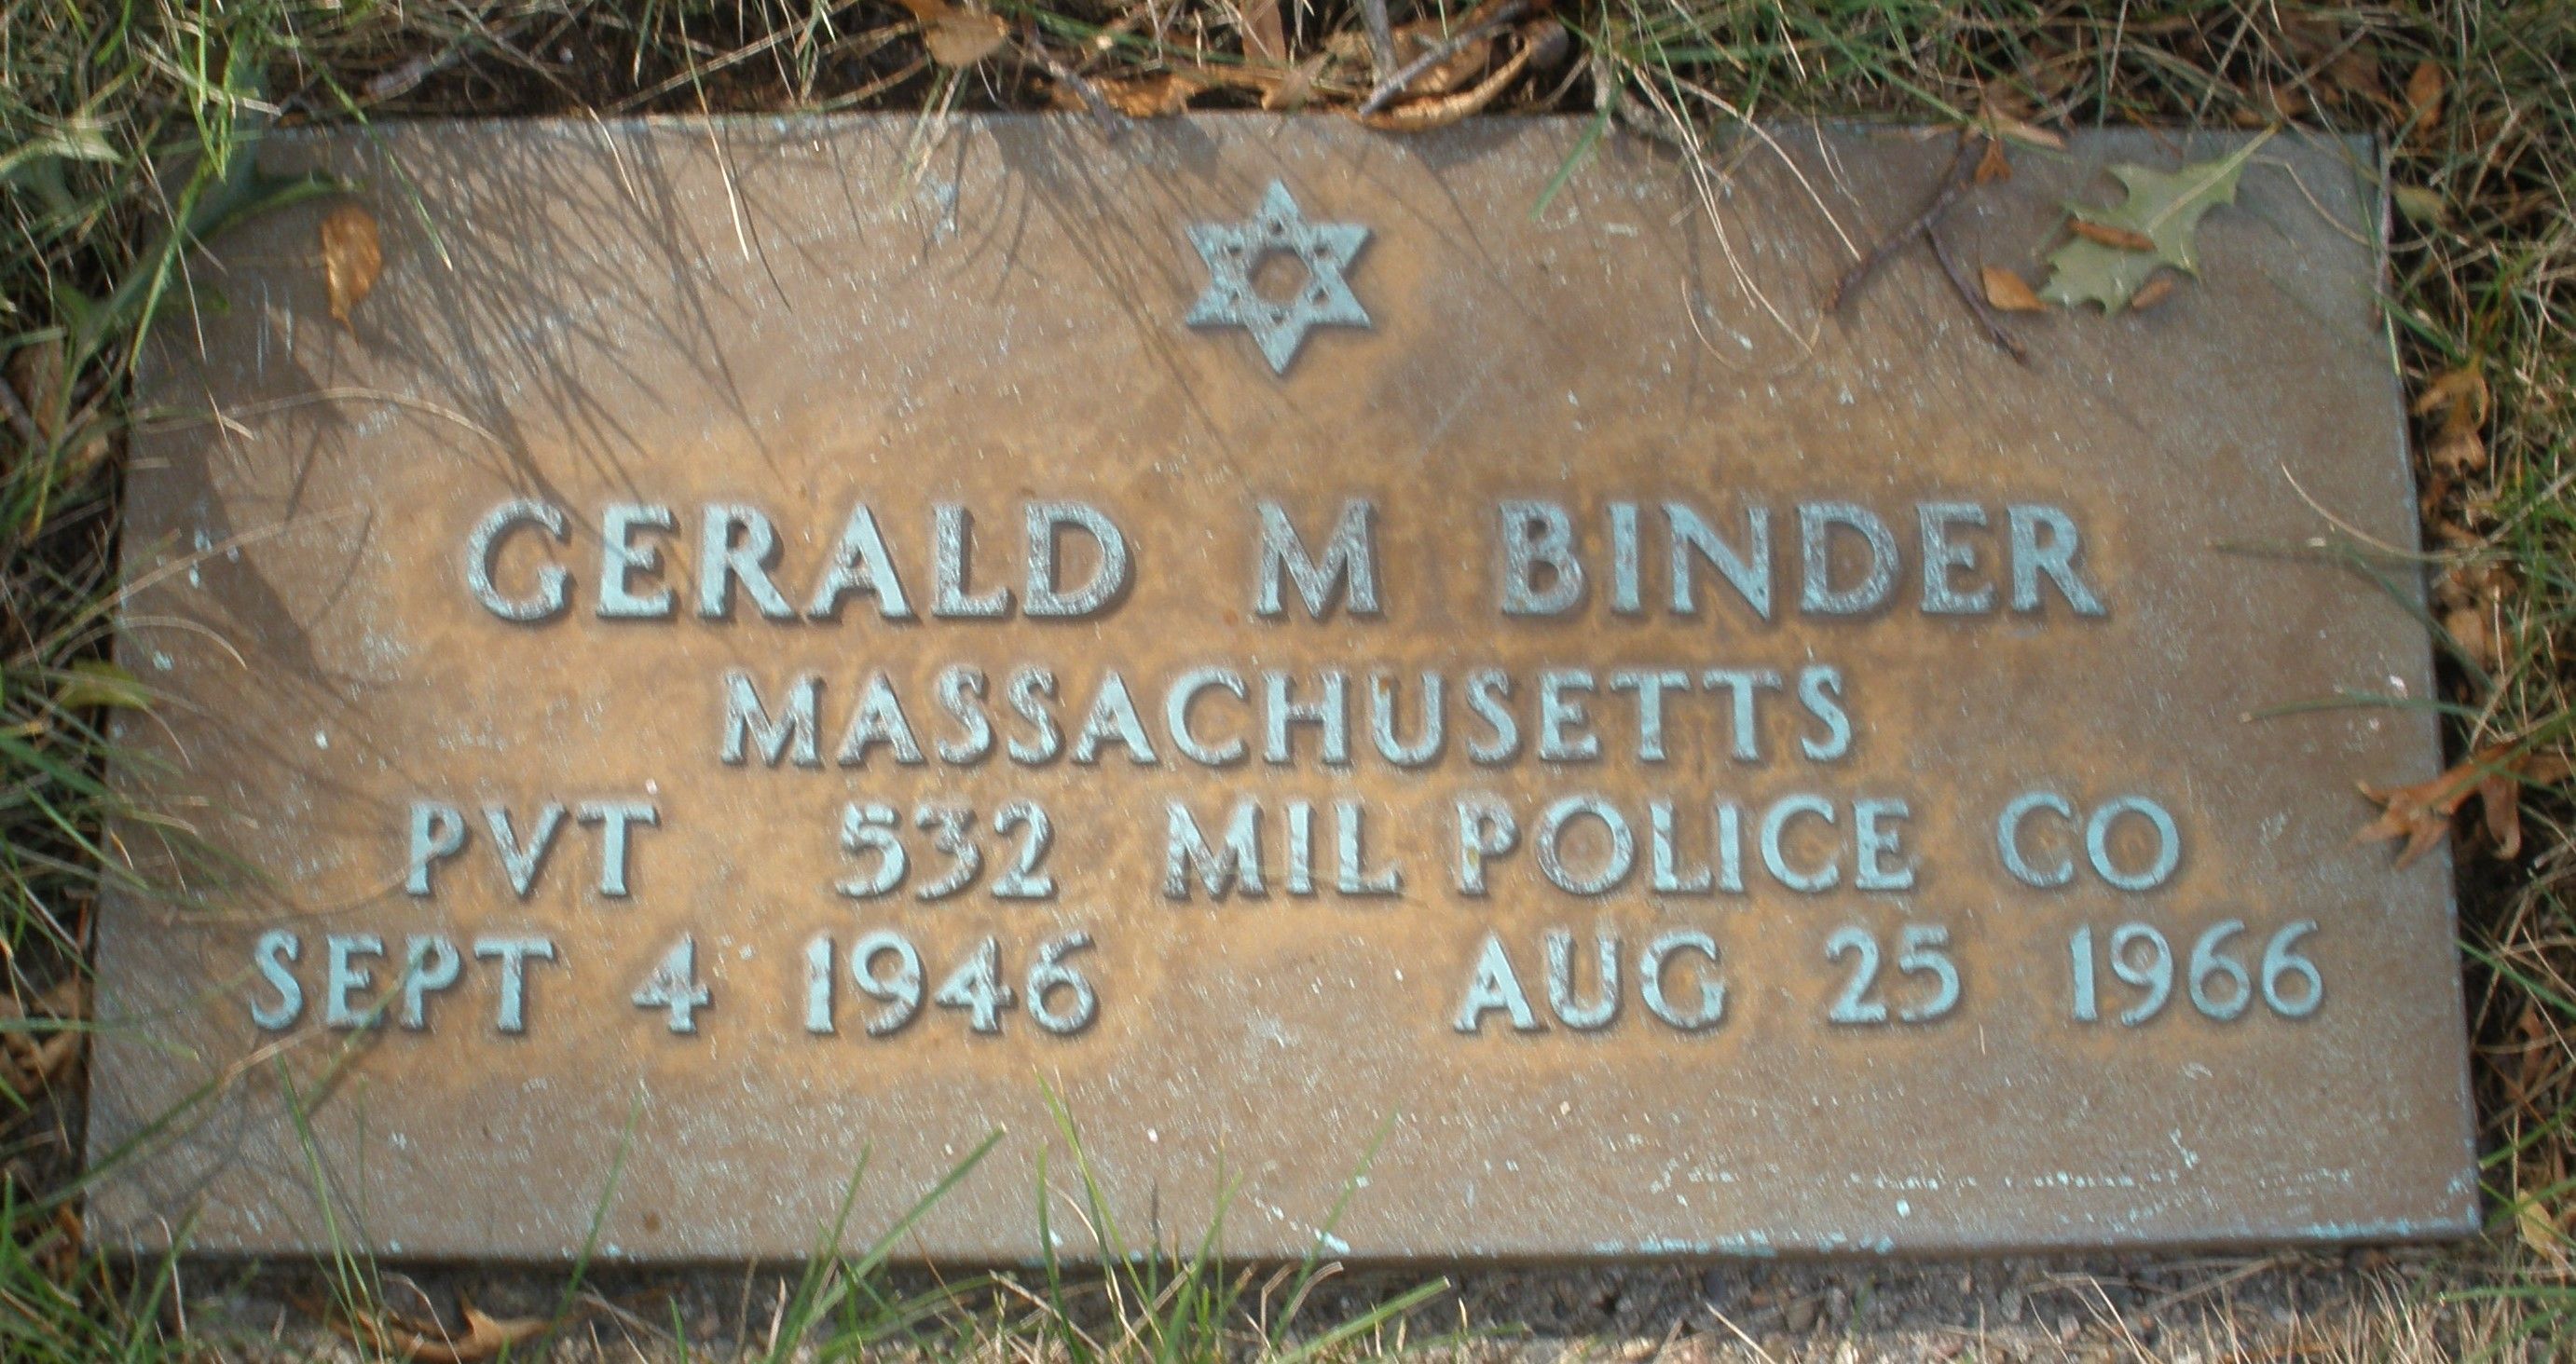 GERALD M BINDER
MASSACHUSETTS
PVT 532 MIL POLICE CO
SEPT 4 1946 AUG 25 1966